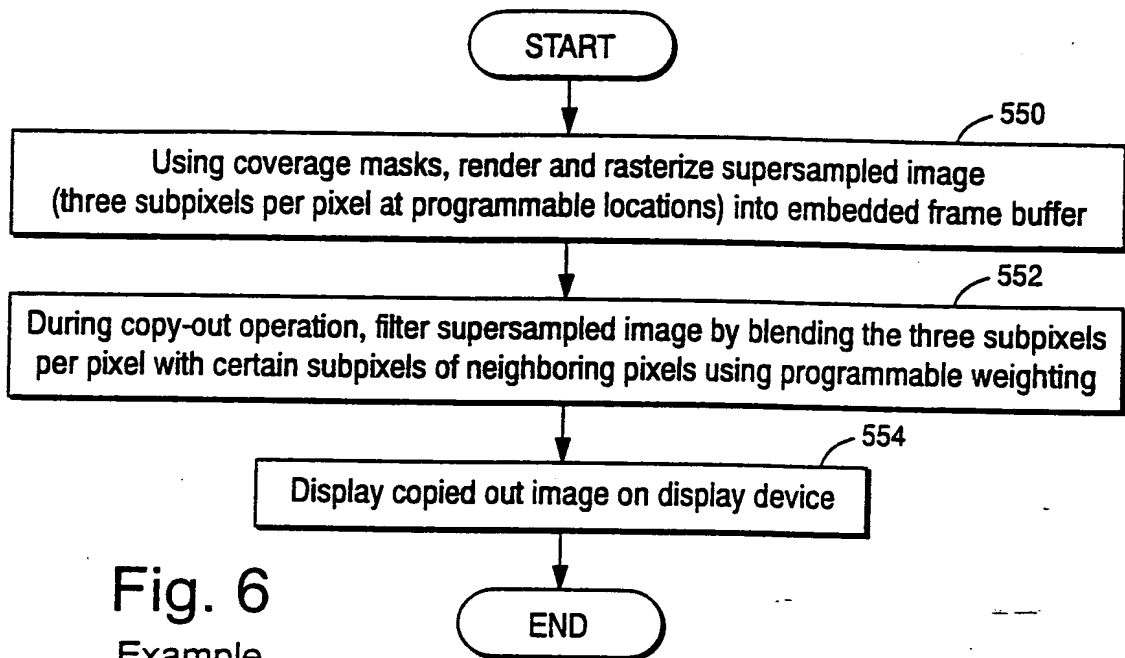 START
550
Using coverage masks, render and rasterize supersampled image
(three subpixels per pixel at programmable locations) into embedded frame buffer
552
During copy-out operation, filter supersampled image by blending the three subpixels
per pixel with certain subpixels of neighboring pixels using programmable weighting
554
Display copied out image on display device
Fig. 6
Example
END